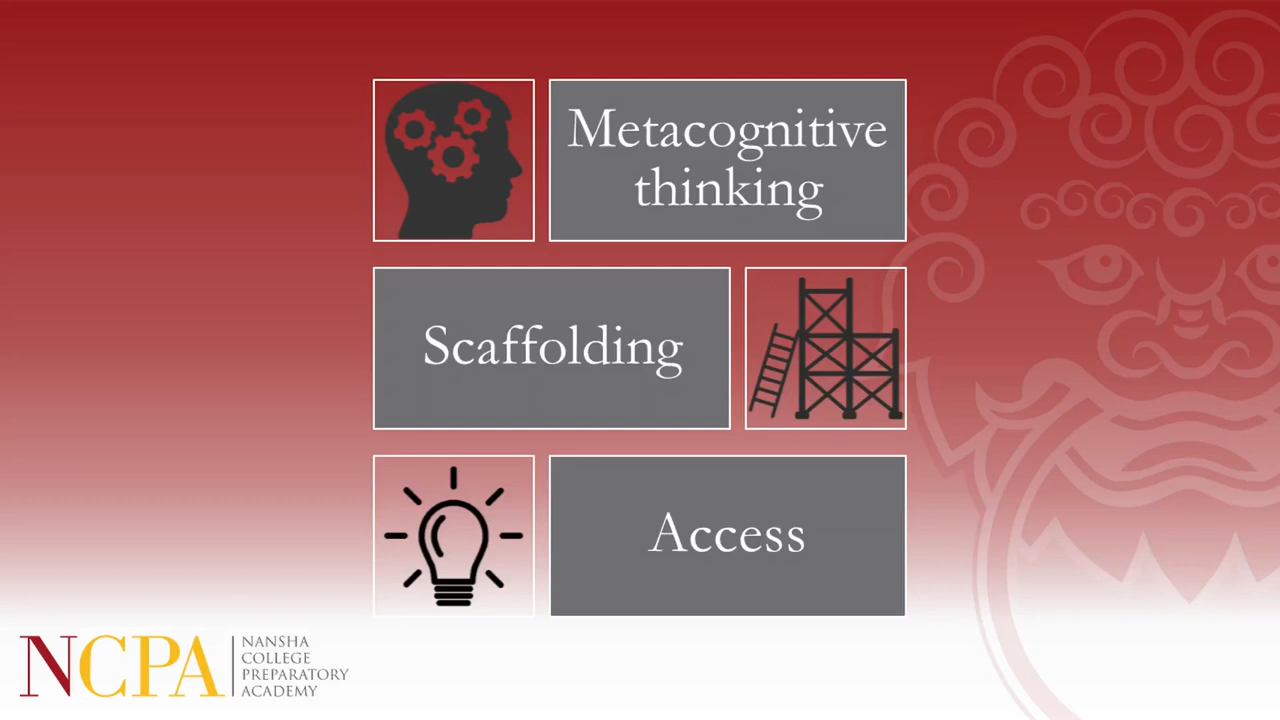 Metacognitive
thinking
Scaffolding
Access
NCPA
NANSHA
COLLEGE
PREPARATORY
ACADEMY